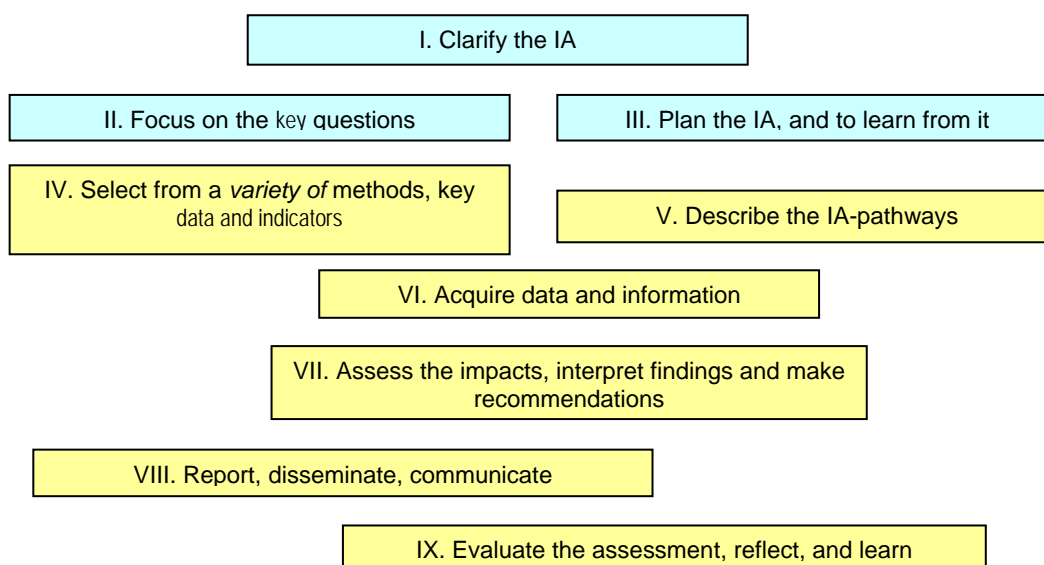 I. Clarify the IA
II. Focus on the key questions
III. Plan the IA, and to learn from it
IV. Select from a variety of methods, key
data and indicators
V. Describe the IA-pathways
VI. Acquire data and information
VII. Assess the impacts, interpret findings and make
recommendations
VIII. Report, disseminate, communicate
IX. Evaluate the assessment, reflect, and learn